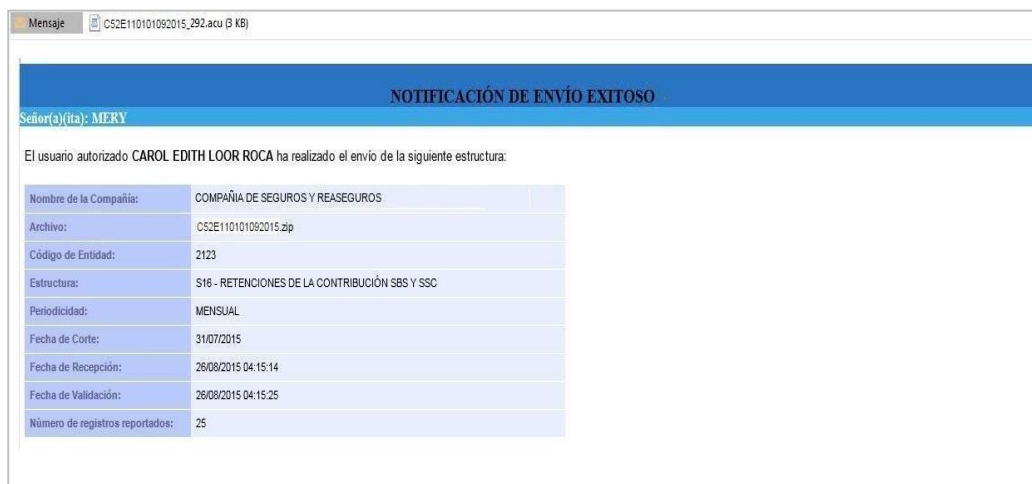 Mensaje C52E110101092015_292.acu (3 KB)
NOTIFICACIÓN DE ENVÍO EXITOSO
Señor(a)(ita): MERY
El usuario autorizado CAROL EDITH LOOR ROCA ha realizado el envío de la siguiente estructura:
Nombre de la Compañía: COMPAÑIA DE SEGUROS Y REASEGUROS
Archivo: C52E110101092015.zip
Código de Entidad: 2123
Estructura: S16 - RETENCIONES DE LA CONTRIBUCIÓN SBS Y SSC
Periodicidad: MENSUAL
Fecha de Corte: 31/07/2015
Fecha de Recepción: 26/08/2015 04:15:14
Fecha de Validación: 26/08/2015 04:15:25
Número de registros reportados: 25